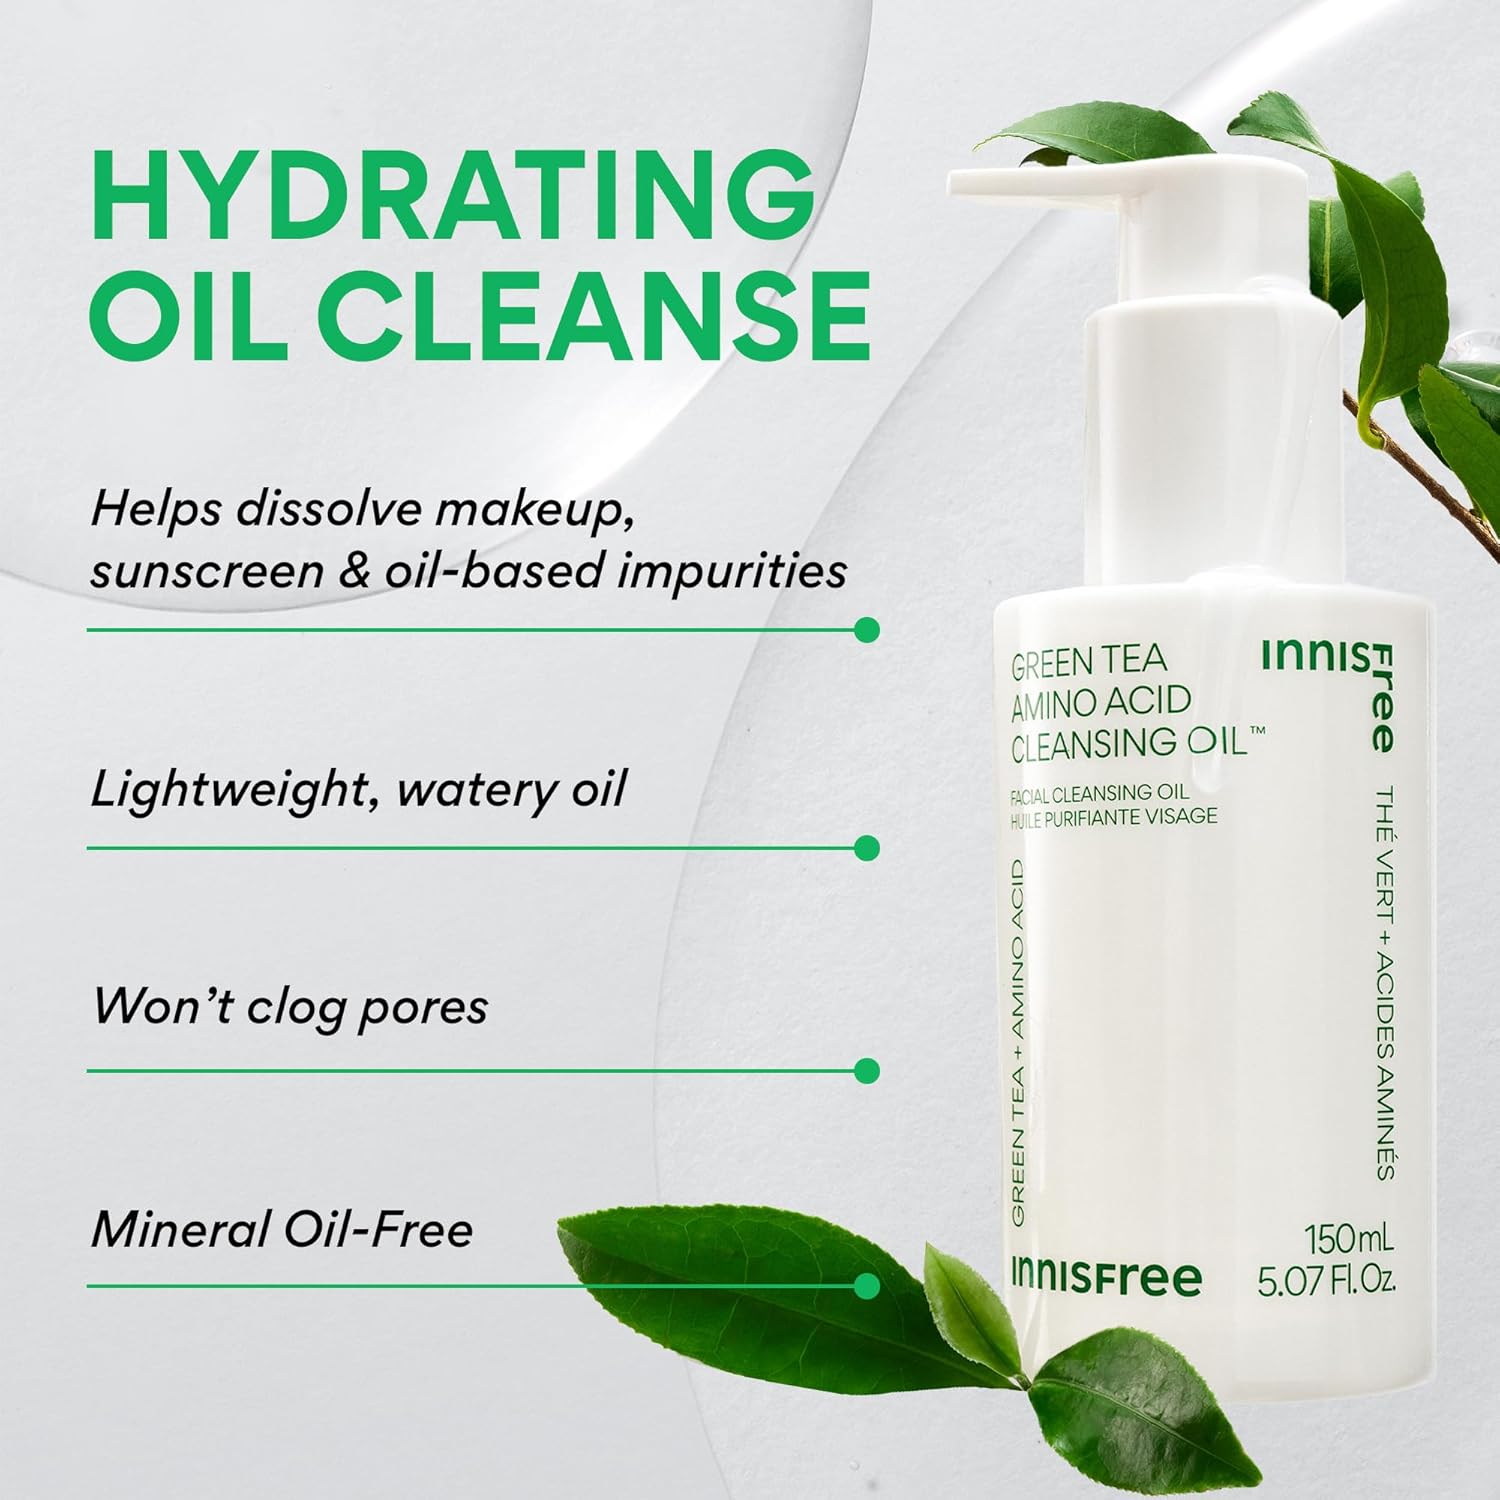 HYDRATING
OIL CLEANSE
Helps dissolve makeup,
sunscreen & oil-based impurities
Lightweight, watery oil
Won't clog pores
Mineral Oil-Free
GREEN TEA
AMINO ACID
CLEANSING OIL™
FACIAL CLEANSING OIL
HUILE PURIFIANTE VISAGE
GREEN TEA + AMINO ACID
INNISFree
THÉ VERT + ACIDES AMINÉS
INNISFree
150mL
5.07 Fl. Oz.